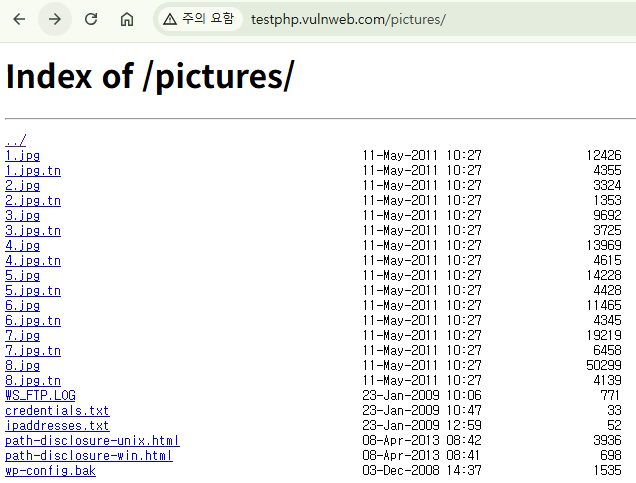 주의 요함 testphp.vulnweb.com/pictures/
Index of /pictures/
../
1.jpg 11-May-2011 10:27 12426
1.jpg.tn 11-May-2011 10:27 4355
2.jpg 11-May-2011 10:27 3324
2.jpg.tn 11-May-2011 10:27 1353
3.jpg 11-May-2011 10:27 9692
3.jpg.tn 11-May-2011 10:27 3725
4.jpg 11-May-2011 10:27 13969
4.jpg.tn 11-May-2011 10:27 4615
5.jpg 11-May-2011 10:27 14228
5.jpg.tn 11-May-2011 10:27 4428
6.jpg 11-May-2011 10:27 11465
6.jpg.tn 11-May-2011 10:27 4345
7.jpg 11-May-2011 10:27 19219
7.jpg.tn 11-May-2011 10:27 6458
8.jpg 11-May-2011 10:27 50299
8.jpg.tn 11-May-2011 10:27 4139
WS_FTP.LOG 23-Jan-2009 10:06 771
credentials.txt 23-Jan-2009 10:47 33
ipaddresses.txt 23-Jan-2009 12:59 52
path-disclosure-unix.html 08-Apr-2013 08:42 3936
path-disclosure-win.html 08-Apr-2013 08:41 698
wp-config.bak 03-Dec-2008 14:37 1535